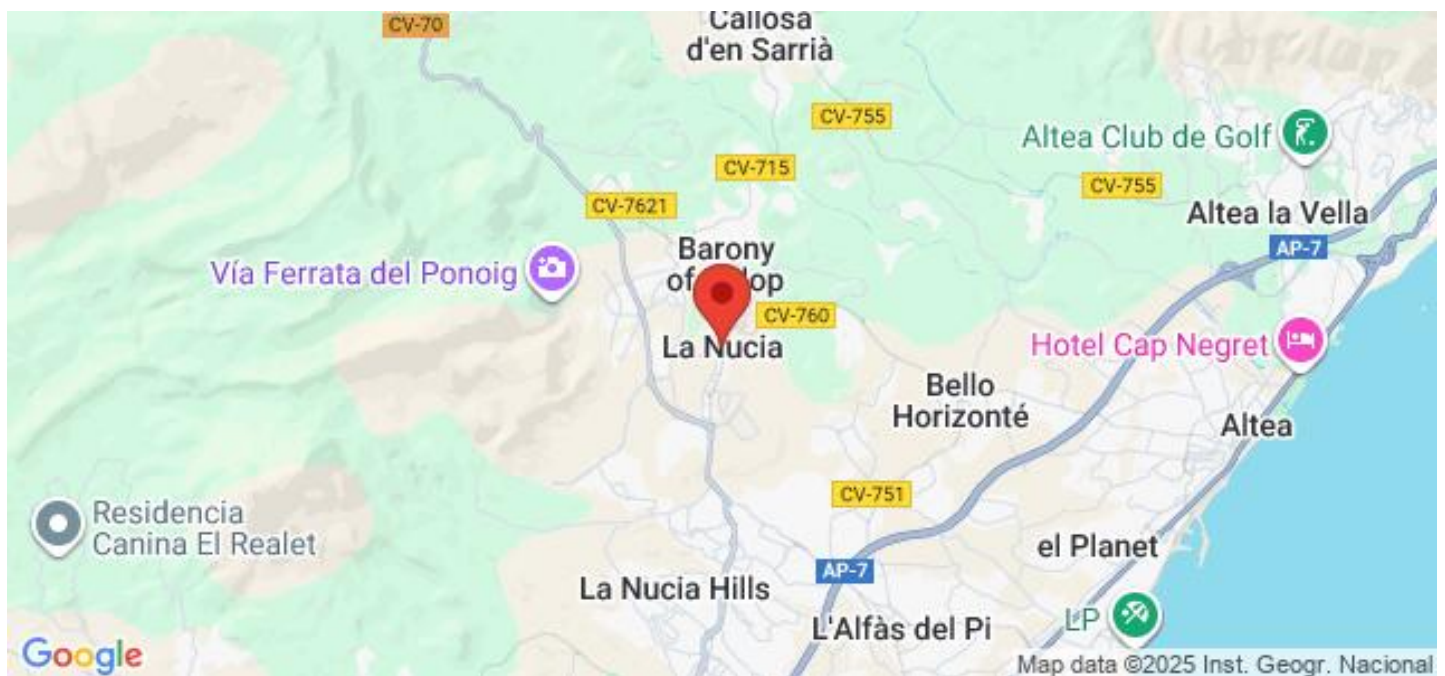 CV-70
Callosa
d'en Sarrià
CV-755
Altea Club de Golf
CV-715
CV-755
CV-7621
Altea la Vella
Barony
AP-7
Vía Ferrata del Ponoig
CV-760
La Nucia
Hotel Cap Negret
Bello
Horizonté
Altea
CV-751
Residencia
Canina El Realet
el Planet
AP-7
La Nucia Hills
L'Alfàs del Pi
LP
Google
Map data ©2025 Inst. Geogr. Nacional